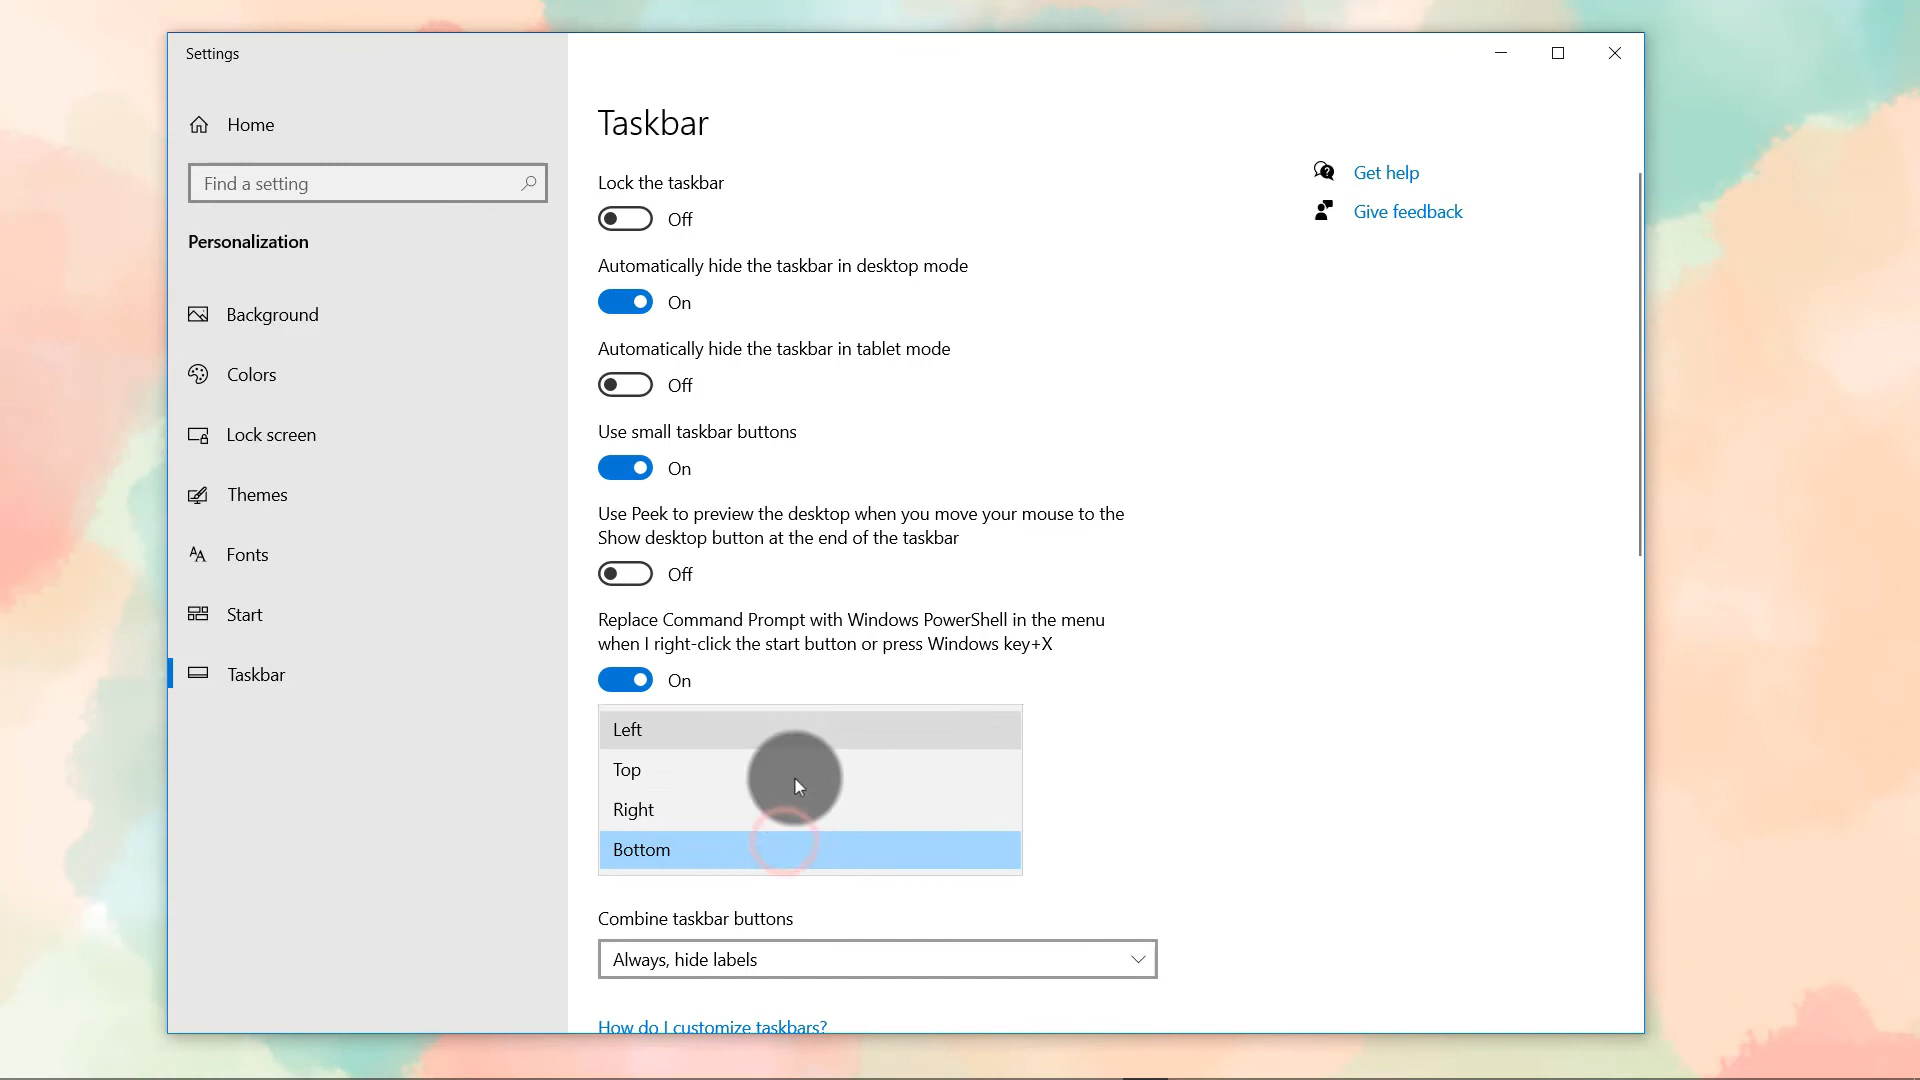 Settings
Home
Find a setting
Personalization
Background
Colors
Lock screen
Themes
Fonts
Start
Taskbar
Taskbar
Lock the taskbar
Off
Automatically hide the taskbar in desktop mode
On
Automatically hide the taskbar in tablet mode
Off
Use small taskbar buttons
On
Use Peek to preview the desktop when you move your mouse to the
Show desktop button at the end of the taskbar
Off
Replace Command Prompt with Windows PowerShell in the menu
when I right-click the start button or press Windows key+X
On
Left
Top
Right
Bottom
Combine taskbar buttons
Always, hide labels
How do I customize taskbars?
Get help
Give feedback